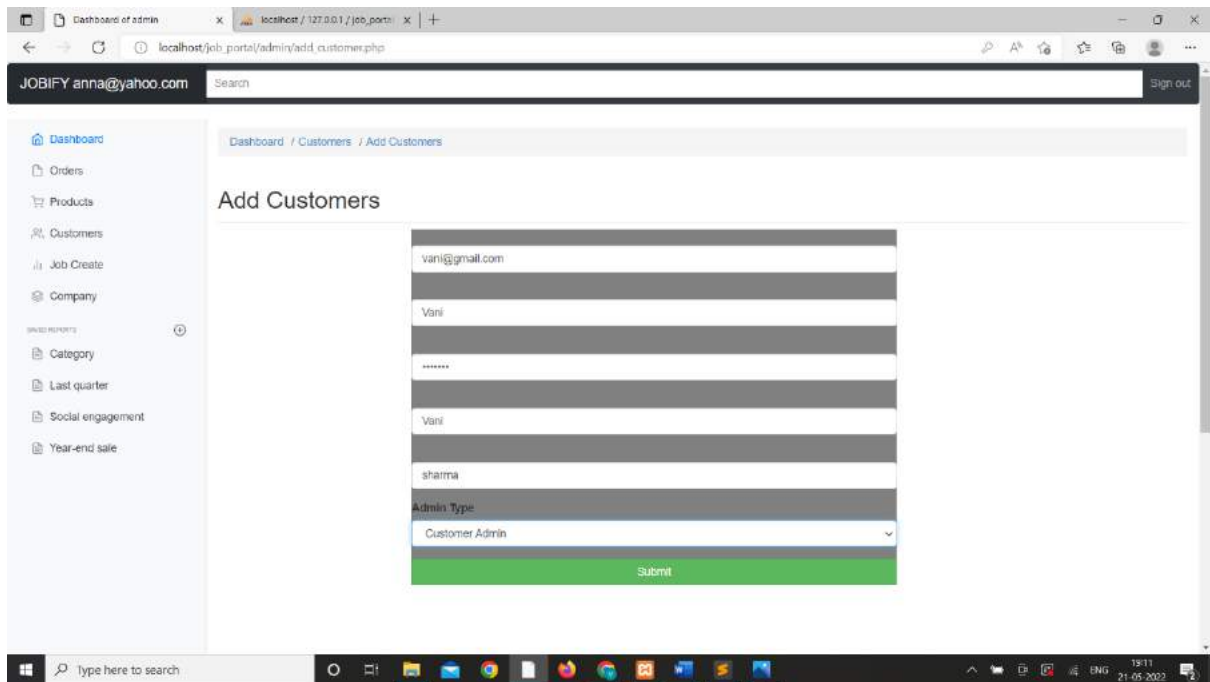 Dashboard of admin
localhost / 127.0.0.1 / job_portal
localhost/job_portal/admin/add_customer.php
JOBIFY anna@yahoo.com
Search
Sign out
Dashboard
Orders
Products
Customers
Job Create
Company
SAVED REPORTS
Category
Last quarter
Social engagement
Year-end sale
Dashboard / Customers / Add Customers
Add Customers
vani@gmail.com
Vani
•••••••
Vani
sharma
Admin Type
Customer Admin
Submit
Type here to search
ENG
19:11
21-05-2022